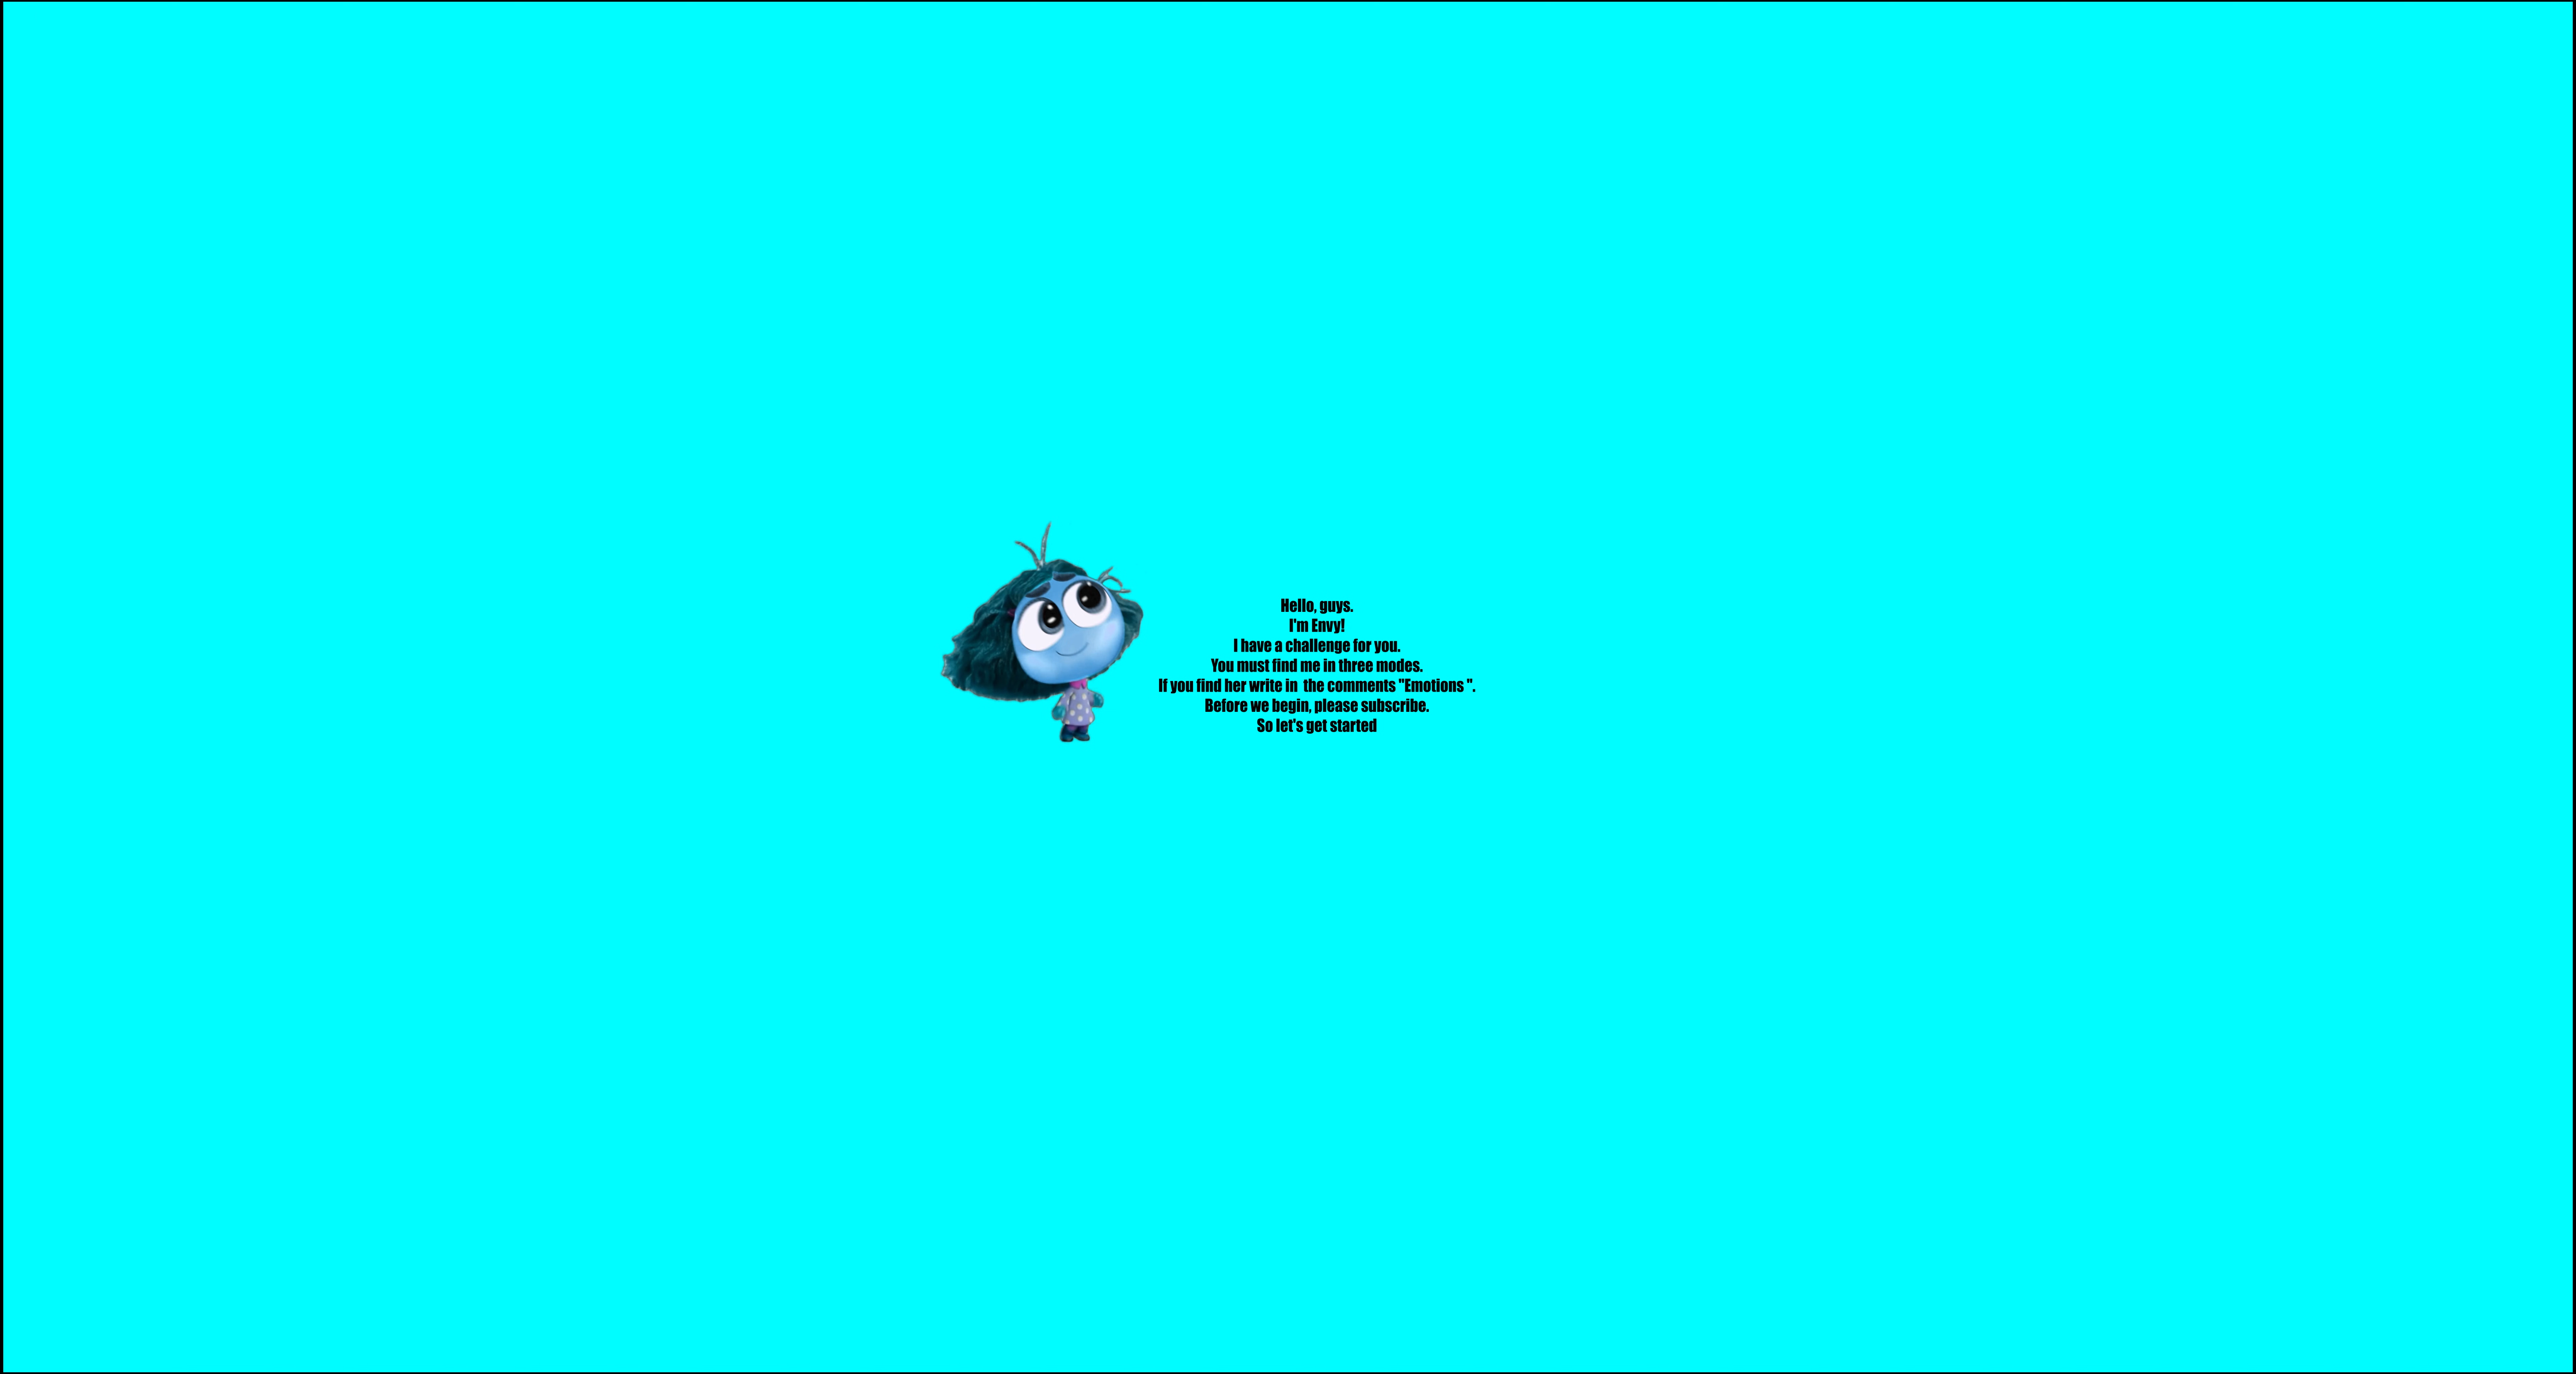 Hello, guys.
I'm Envy!
I have a challenge for you.
You must find me in three modes.
If you find her write in  the comments "Emotions ".
Before we begin, please subscribe.
So let's get started